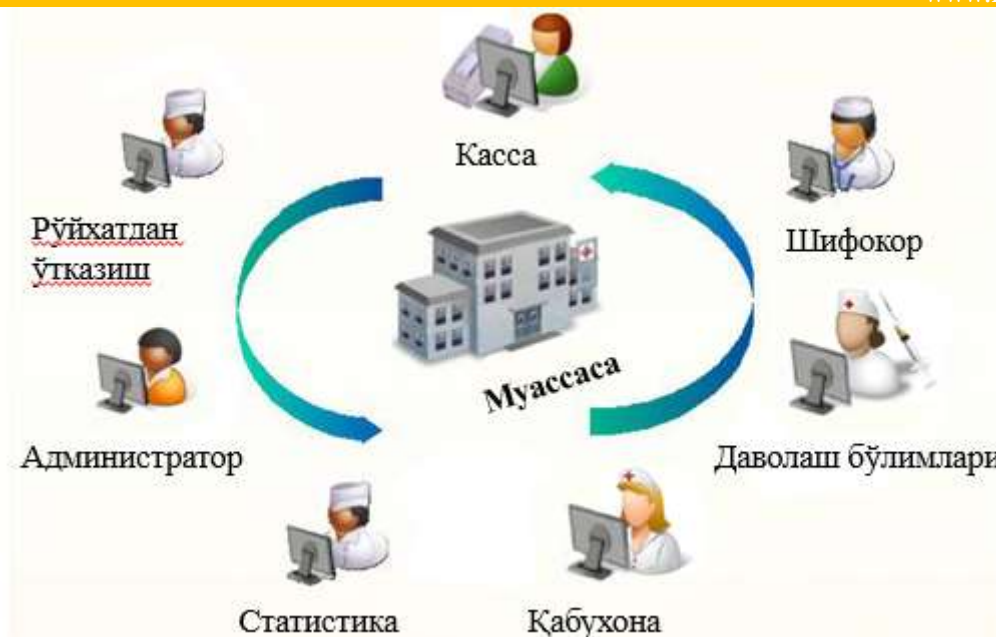 Касса
Рўйхатдан
ўтказиш
Шифокор
Муассаса
Администратор
Даволаш бўлимлари
Статистика
Қабухона